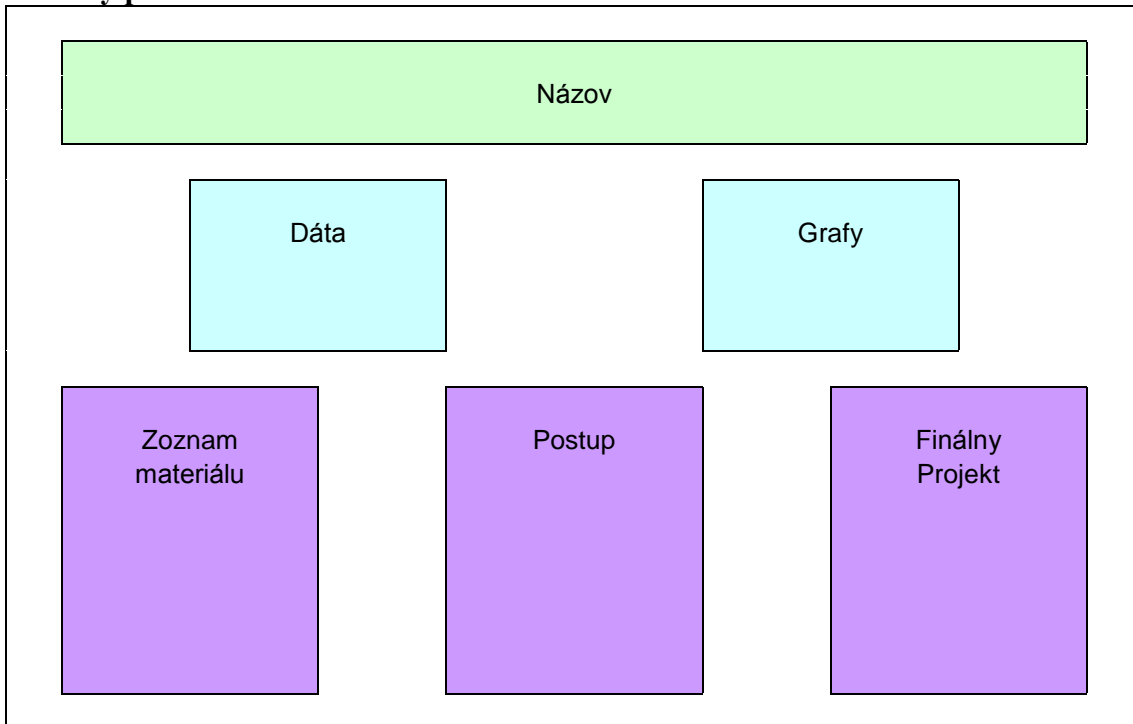 Názov
Dáta
Grafy
Zoznam
materiálu
Postup
Finálny
Projekt